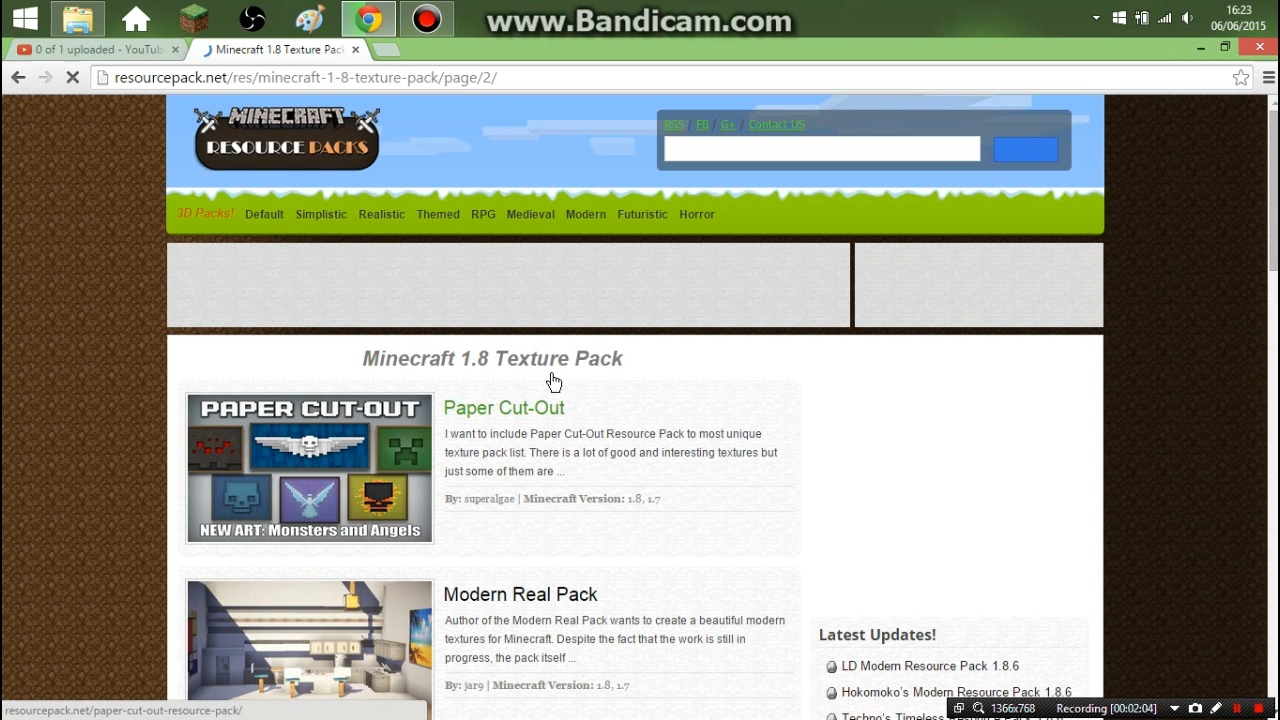 www.Bandicam.com
16:23
06/06/2015
0 of 1 uploaded - YouTub
Minecraft 1.8 Texture Pac
resourcepack.net/res/minecraft-1-8-texture-pack/page/2/
MINECRAFT
RESOURCE PACKS
RSS / FB / G+ / Contact US
3D Packs! Default Simplistic Realistic Themed RPG Medieval Modern Futuristic Horror
Minecraft 1.8 Texture Pack
PAPER CUT-OUT
NEW ART: Monsters and Angels
Paper Cut-Out
I want to include Paper Cut-Out Resource Pack to most unique
texture pack list. There is a lot of good and interesting textures but
just some of them are ...
By: superalgae | Minecraft Version: 1.8, 1.7
Modern Real Pack
Author of the Modern Real Pack wants to create a beautiful modern
textures for Minecraft. Despite the fact that the work is still in
progress, the pack itself ...
By: jar9 | Minecraft Version: 1.8, 1.7
Latest Updates!
LD Modern Resource Pack 1.8.6
Hokomoko's Modern Resource Pack 1.8.6
Techno's Timeless
resourcepack.net/paper-cut-out-resource-pack/
1366x768 Recording [00:02:04]